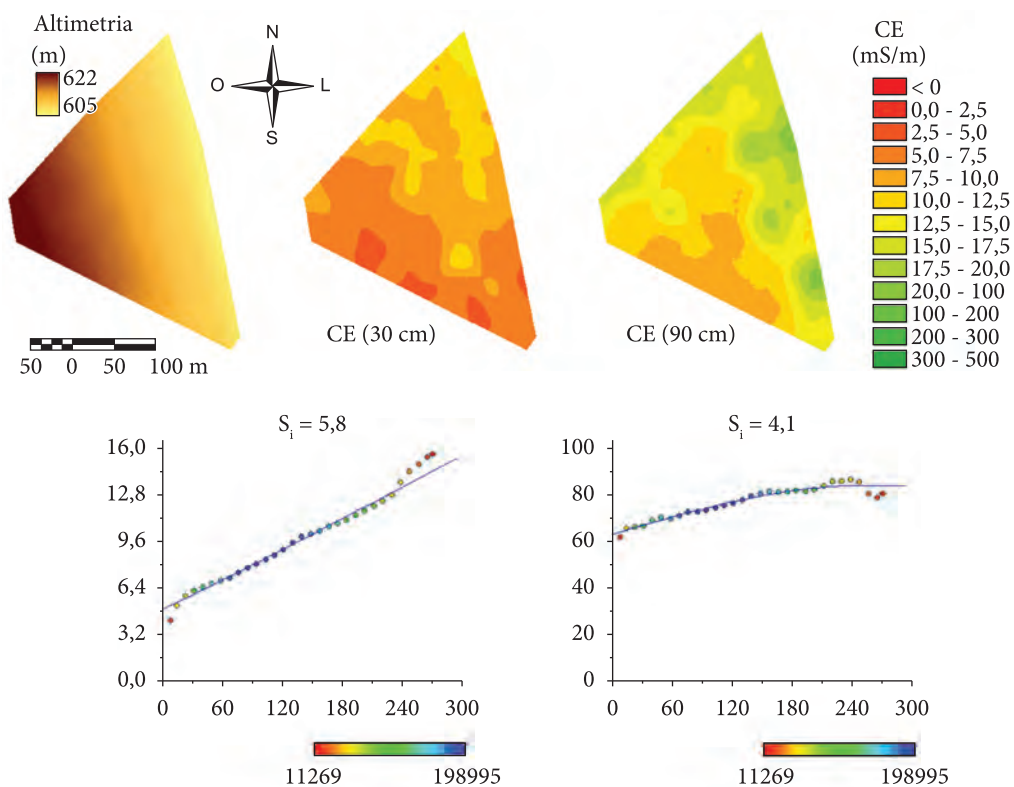 Altimetria
(m)
622
605
N
O
L
S
CE
(mS/m)
< 0
0,0 - 2,5
2,5 - 5,0
5,0 - 7,5
7,5 - 10,0
10,0 - 12,5
12,5 - 15,0
15,0 - 17,5
17,5 - 20,0
20,0 - 100
100 - 200
200 - 300
300 - 500
CE (30 cm)
CE (90 cm)
50 0 50 100 m
Si = 5,8
16,0
12,8
9,6
6,4
3,2
0,0
0 60 120 180 240 300
11269 198995
Si = 4,1
100
80
60
40
20
0
0 60 120 180 240 300
11269 198995